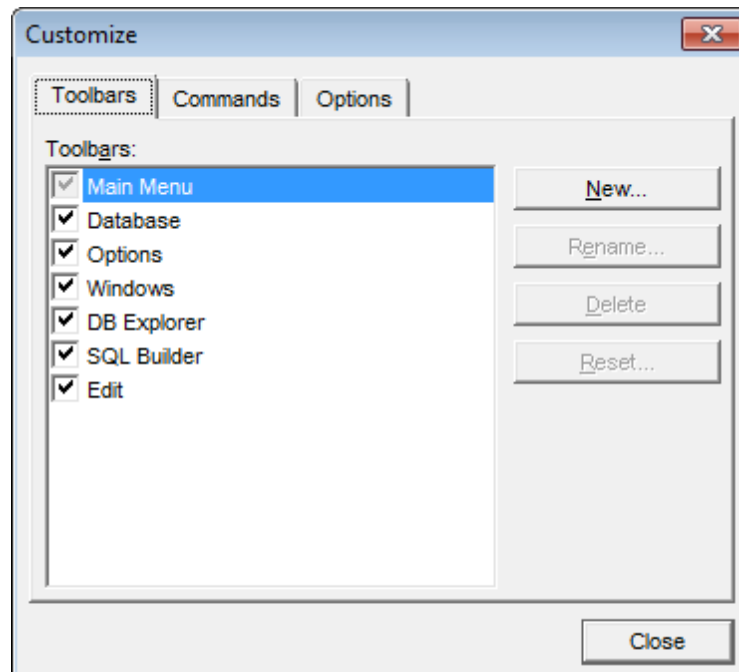 Customize
Toolbars Commands Options
Toolbars:
Main Menu
Database
Options
Windows
DB Explorer
SQL Builder
Edit
New...
Rename...
Delete
Reset...
Close